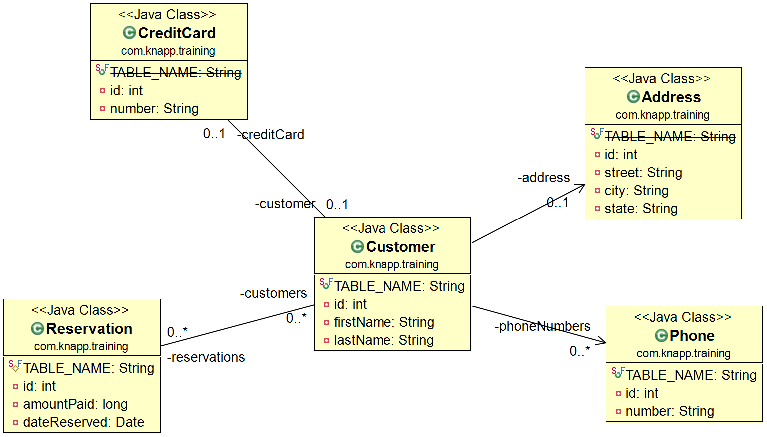 <<Java Class>>
CreditCard
com.knapp.training
TABLE_NAME: String
id: int
number: String
0..1
-creditCard
-customer
0..1
<<Java Class>>
Address
com.knapp.training
TABLE_NAME: String
id: int
street: String
city: String
state: String
-address
0..1
<<Java Class>>
Customer
com.knapp.training
TABLE_NAME: String
id: int
firstName: String
lastName: String
-customers
0..*
<<Java Class>>
Reservation
com.knapp.training
TABLE_NAME: String
id: int
amountPaid: long
dateReserved: Date
0..*
-reservations
-phoneNumbers
0..*
<<Java Class>>
Phone
com.knapp.training
TABLE_NAME: String
id: int
number: String